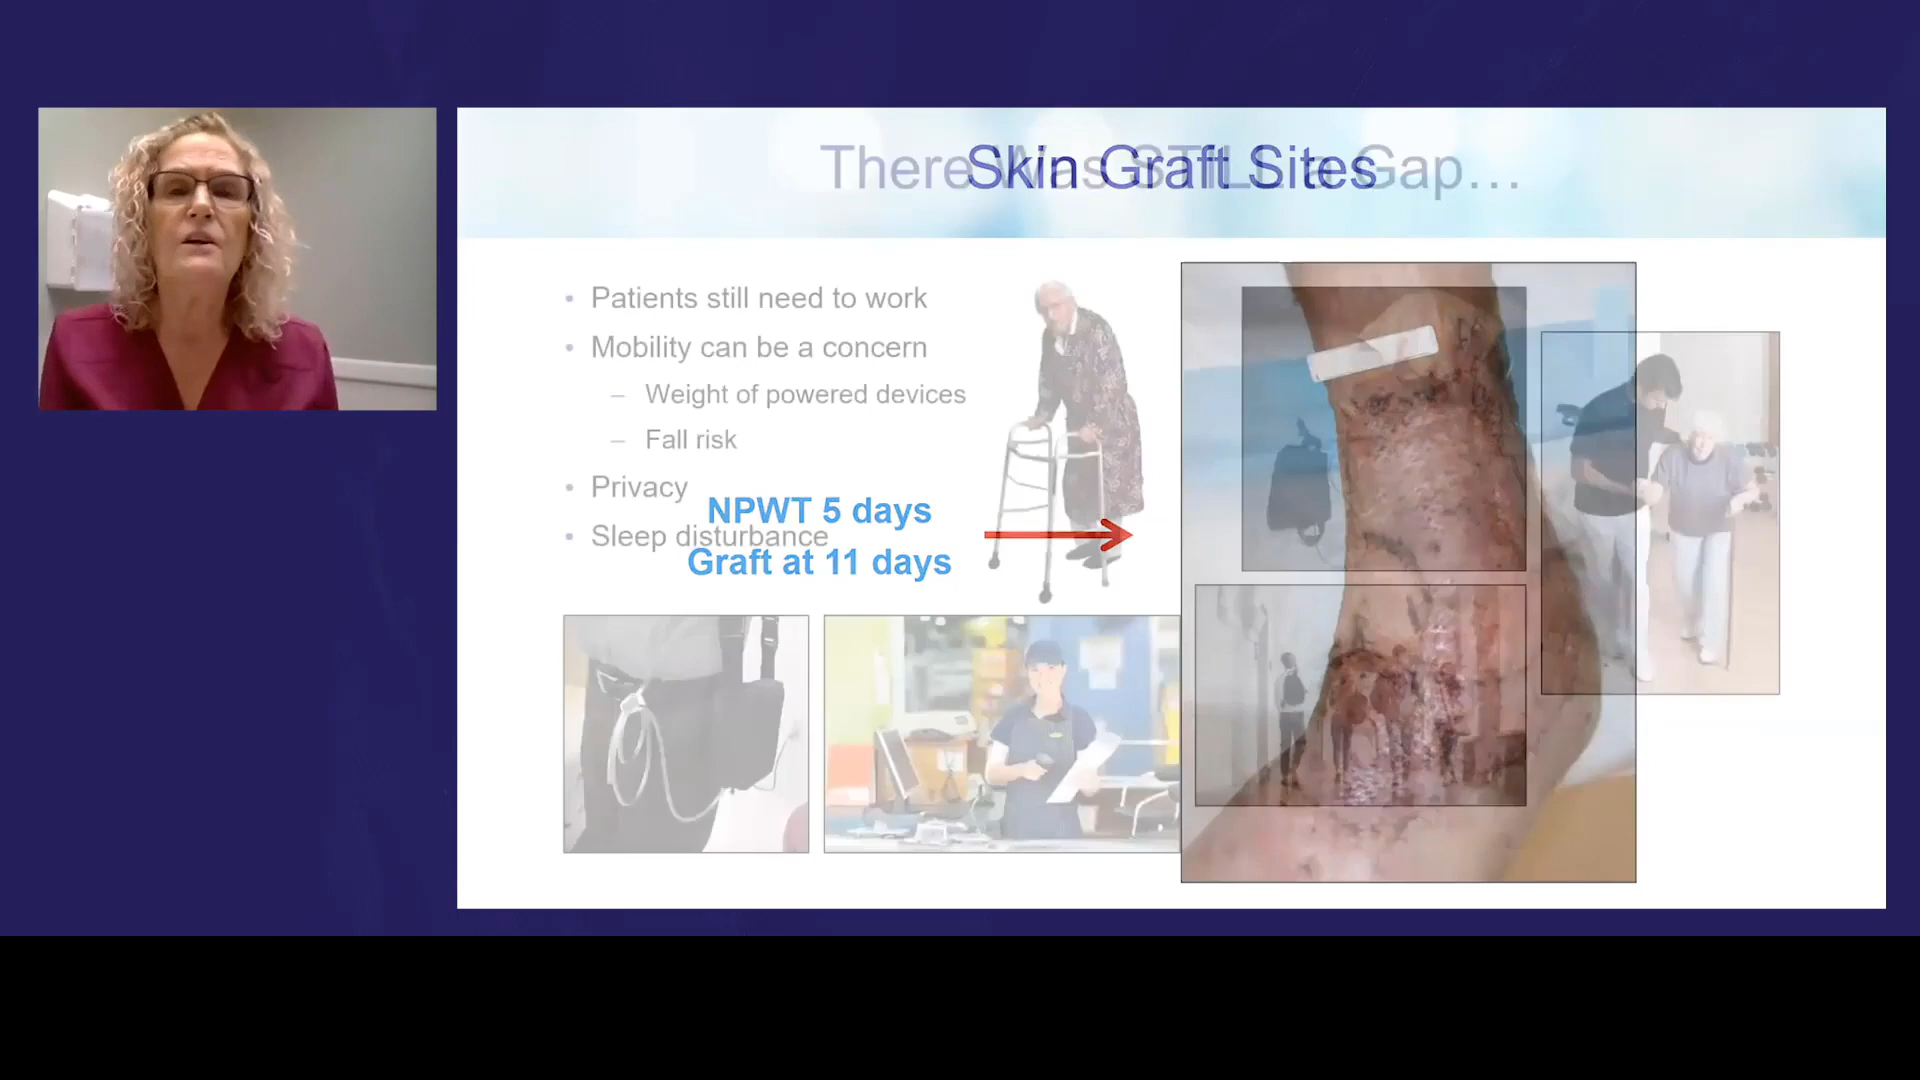 There Was STILL a Gap…
Skin Graft Sites
• Patients still need to work
• Mobility can be a concern
– Weight of powered devices
– Fall risk
• Privacy
• Sleep disturbance
NPWT 5 days
Graft at 11 days